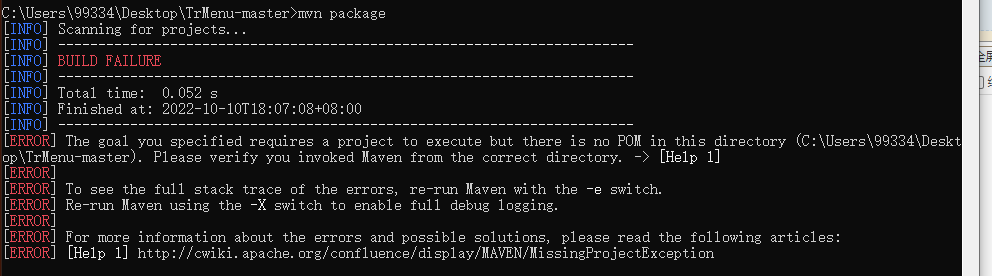 C:\Users\99334\Desktop\TrMenu-master>mvn package
[INFO] Scanning for projects...
[INFO] ------------------------------------------------------------------------
[INFO] BUILD FAILURE
[INFO] ------------------------------------------------------------------------
[INFO] Total time:  0.052 s
[INFO] Finished at: 2022-10-10T18:07:08+08:00
[INFO] ------------------------------------------------------------------------
[ERROR] The goal you specified requires a project to execute but there is no POM in this directory (C:\Users\99334\Deskt
op\TrMenu-master). Please verify you invoked Maven from the correct directory. -> [Help 1]
[ERROR]
[ERROR] To see the full stack trace of the errors, re-run Maven with the -e switch.
[ERROR] Re-run Maven using the -X switch to enable full debug logging.
[ERROR]
[ERROR] For more information about the errors and possible solutions, please read the following articles:
[ERROR] [Help 1] http://cwiki.apache.org/confluence/display/MAVEN/MissingProjectException